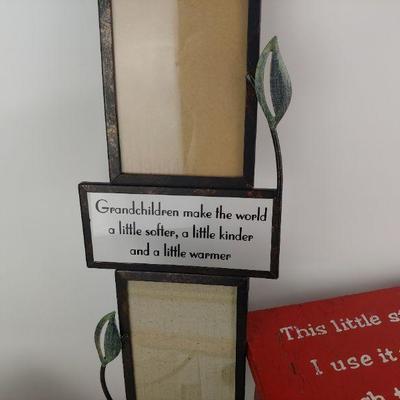 Grandchildren make the world
a little softer, a little kinder
and a little warmer
This little
I use it